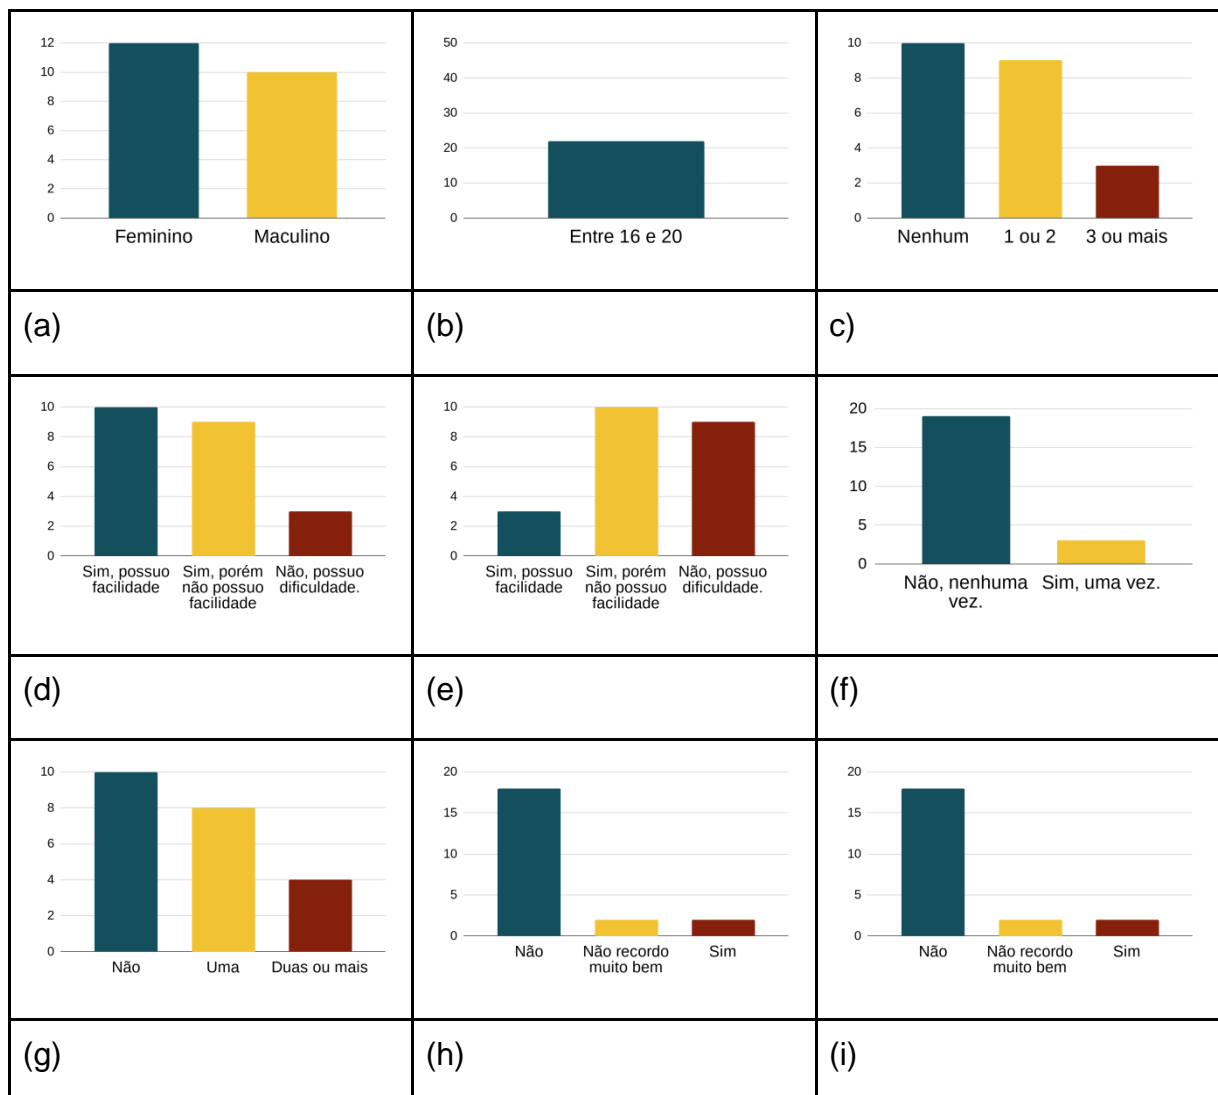 12
10
8
6
4
2
0
Feminino Maculino
50
40
30
20
10
0
Entre 16 e 20
10
8
6
4
2
0
Nenhum 1 ou 2 3 ou mais
(a)
(b)
c)
10
8
6
4
2
0
Sim, possuo
facilidade
Sim, porém
não possuo
facilidade
Não, possuo
dificuldade.
10
8
6
4
2
0
Sim, possuo
facilidade
Sim, porém
não possuo
facilidade
Não, possuo
dificuldade.
20
15
10
5
0
Não, nenhuma
vez.
Sim, uma vez.
(d)
(e)
(f)
10
8
6
4
2
0
Não Uma Duas ou mais
20
15
10
5
0
Não
Não recordo
muito bem
Sim
20
15
10
5
0
Não
Não recordo
muito bem
Sim
(g)
(h)
(i)